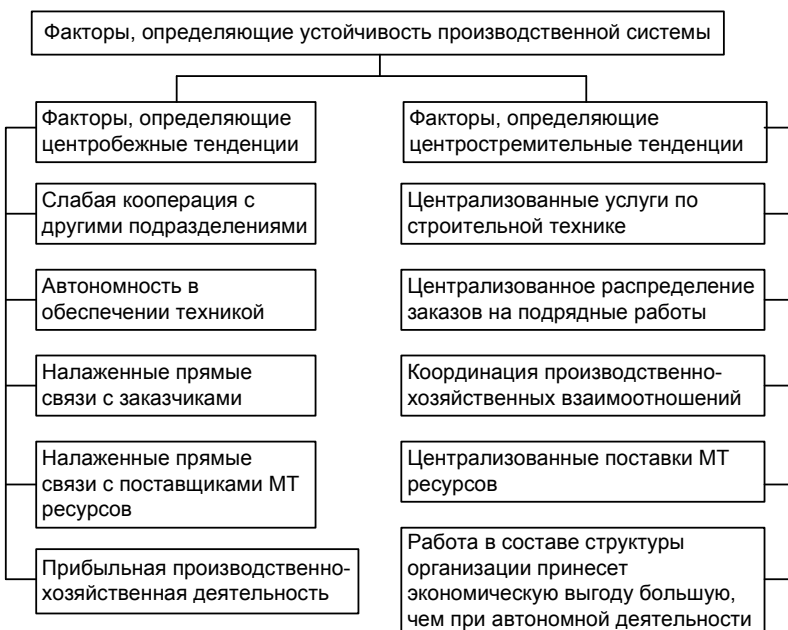 Факторы, определяющие устойчивость производственной системы
Факторы, определяющие
центробежные тенденции
Слабая кооперация с
другими подразделениями
Автономность в
обеспечении техникой
Налаженные прямые
связи с заказчиками
Налаженные прямые
связи с поставщиками МТ
ресурсов
Прибыльная производственно-
хозяйственная деятельность
Факторы, определяющие
центростремительные тенденции
Централизованные услуги по
строительной технике
Централизованное распределение
заказов на подрядные работы
Координация производственно-
хозяйственных взаимоотношений
Централизованные поставки МТ
ресурсов
Работа в составе структуры
организации принесет
экономическую выгоду большую,
чем при автономной деятельности